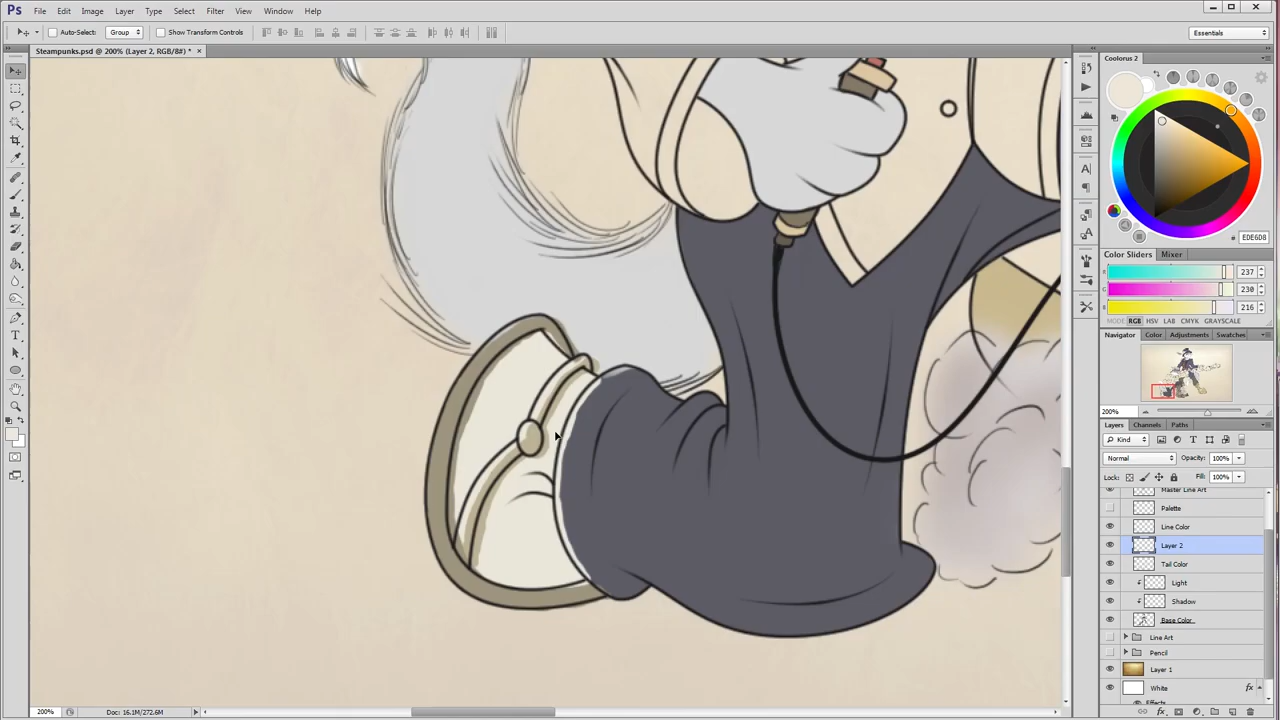 Ps File Edit Image Layer Type Select Filter View Window Help
Auto-Select: Group Show Transform Controls Essentials
Steampunks.psd @ 200% (Layer 2, RGB/8#) * ×
Coolorus 2
# EDE6D8
Color Sliders Mixer
R 237
G 230
B 216
MODE RGB HSV LAB CMYK GRAYSCALE
Navigator Color Adjustments Swatches
200%
Layers Channels Paths
Kind
Normal Opacity: 100%
Lock: Fill: 100%
Master Line Art
Palette
Line Color
Layer 2
Tail Color
Light
Shadow
Base Color
Line Art
Pencil
Layer 1
White fx
Effects
200% Doc: 16.1M/272.6M